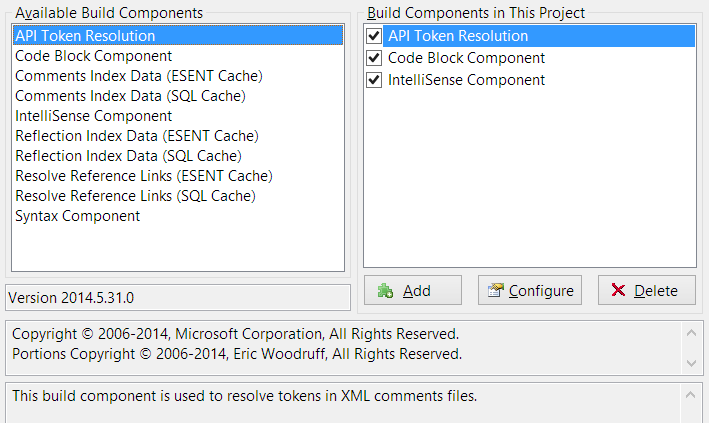 Available Build Components
API Token Resolution
Code Block Component
Comments Index Data (ESENT Cache)
Comments Index Data (SQL Cache)
IntelliSense Component
Reflection Index Data (ESENT Cache)
Reflection Index Data (SQL Cache)
Resolve Reference Links (ESENT Cache)
Resolve Reference Links (SQL Cache)
Syntax Component
Version 2014.5.31.0
Build Components in This Project
API Token Resolution
Code Block Component
IntelliSense Component
Add
Configure
Delete
Copyright © 2006-2014, Microsoft Corporation, All Rights Reserved.
Portions Copyright © 2006-2014, Eric Woodruff, All Rights Reserved.
This build component is used to resolve tokens in XML comments files.